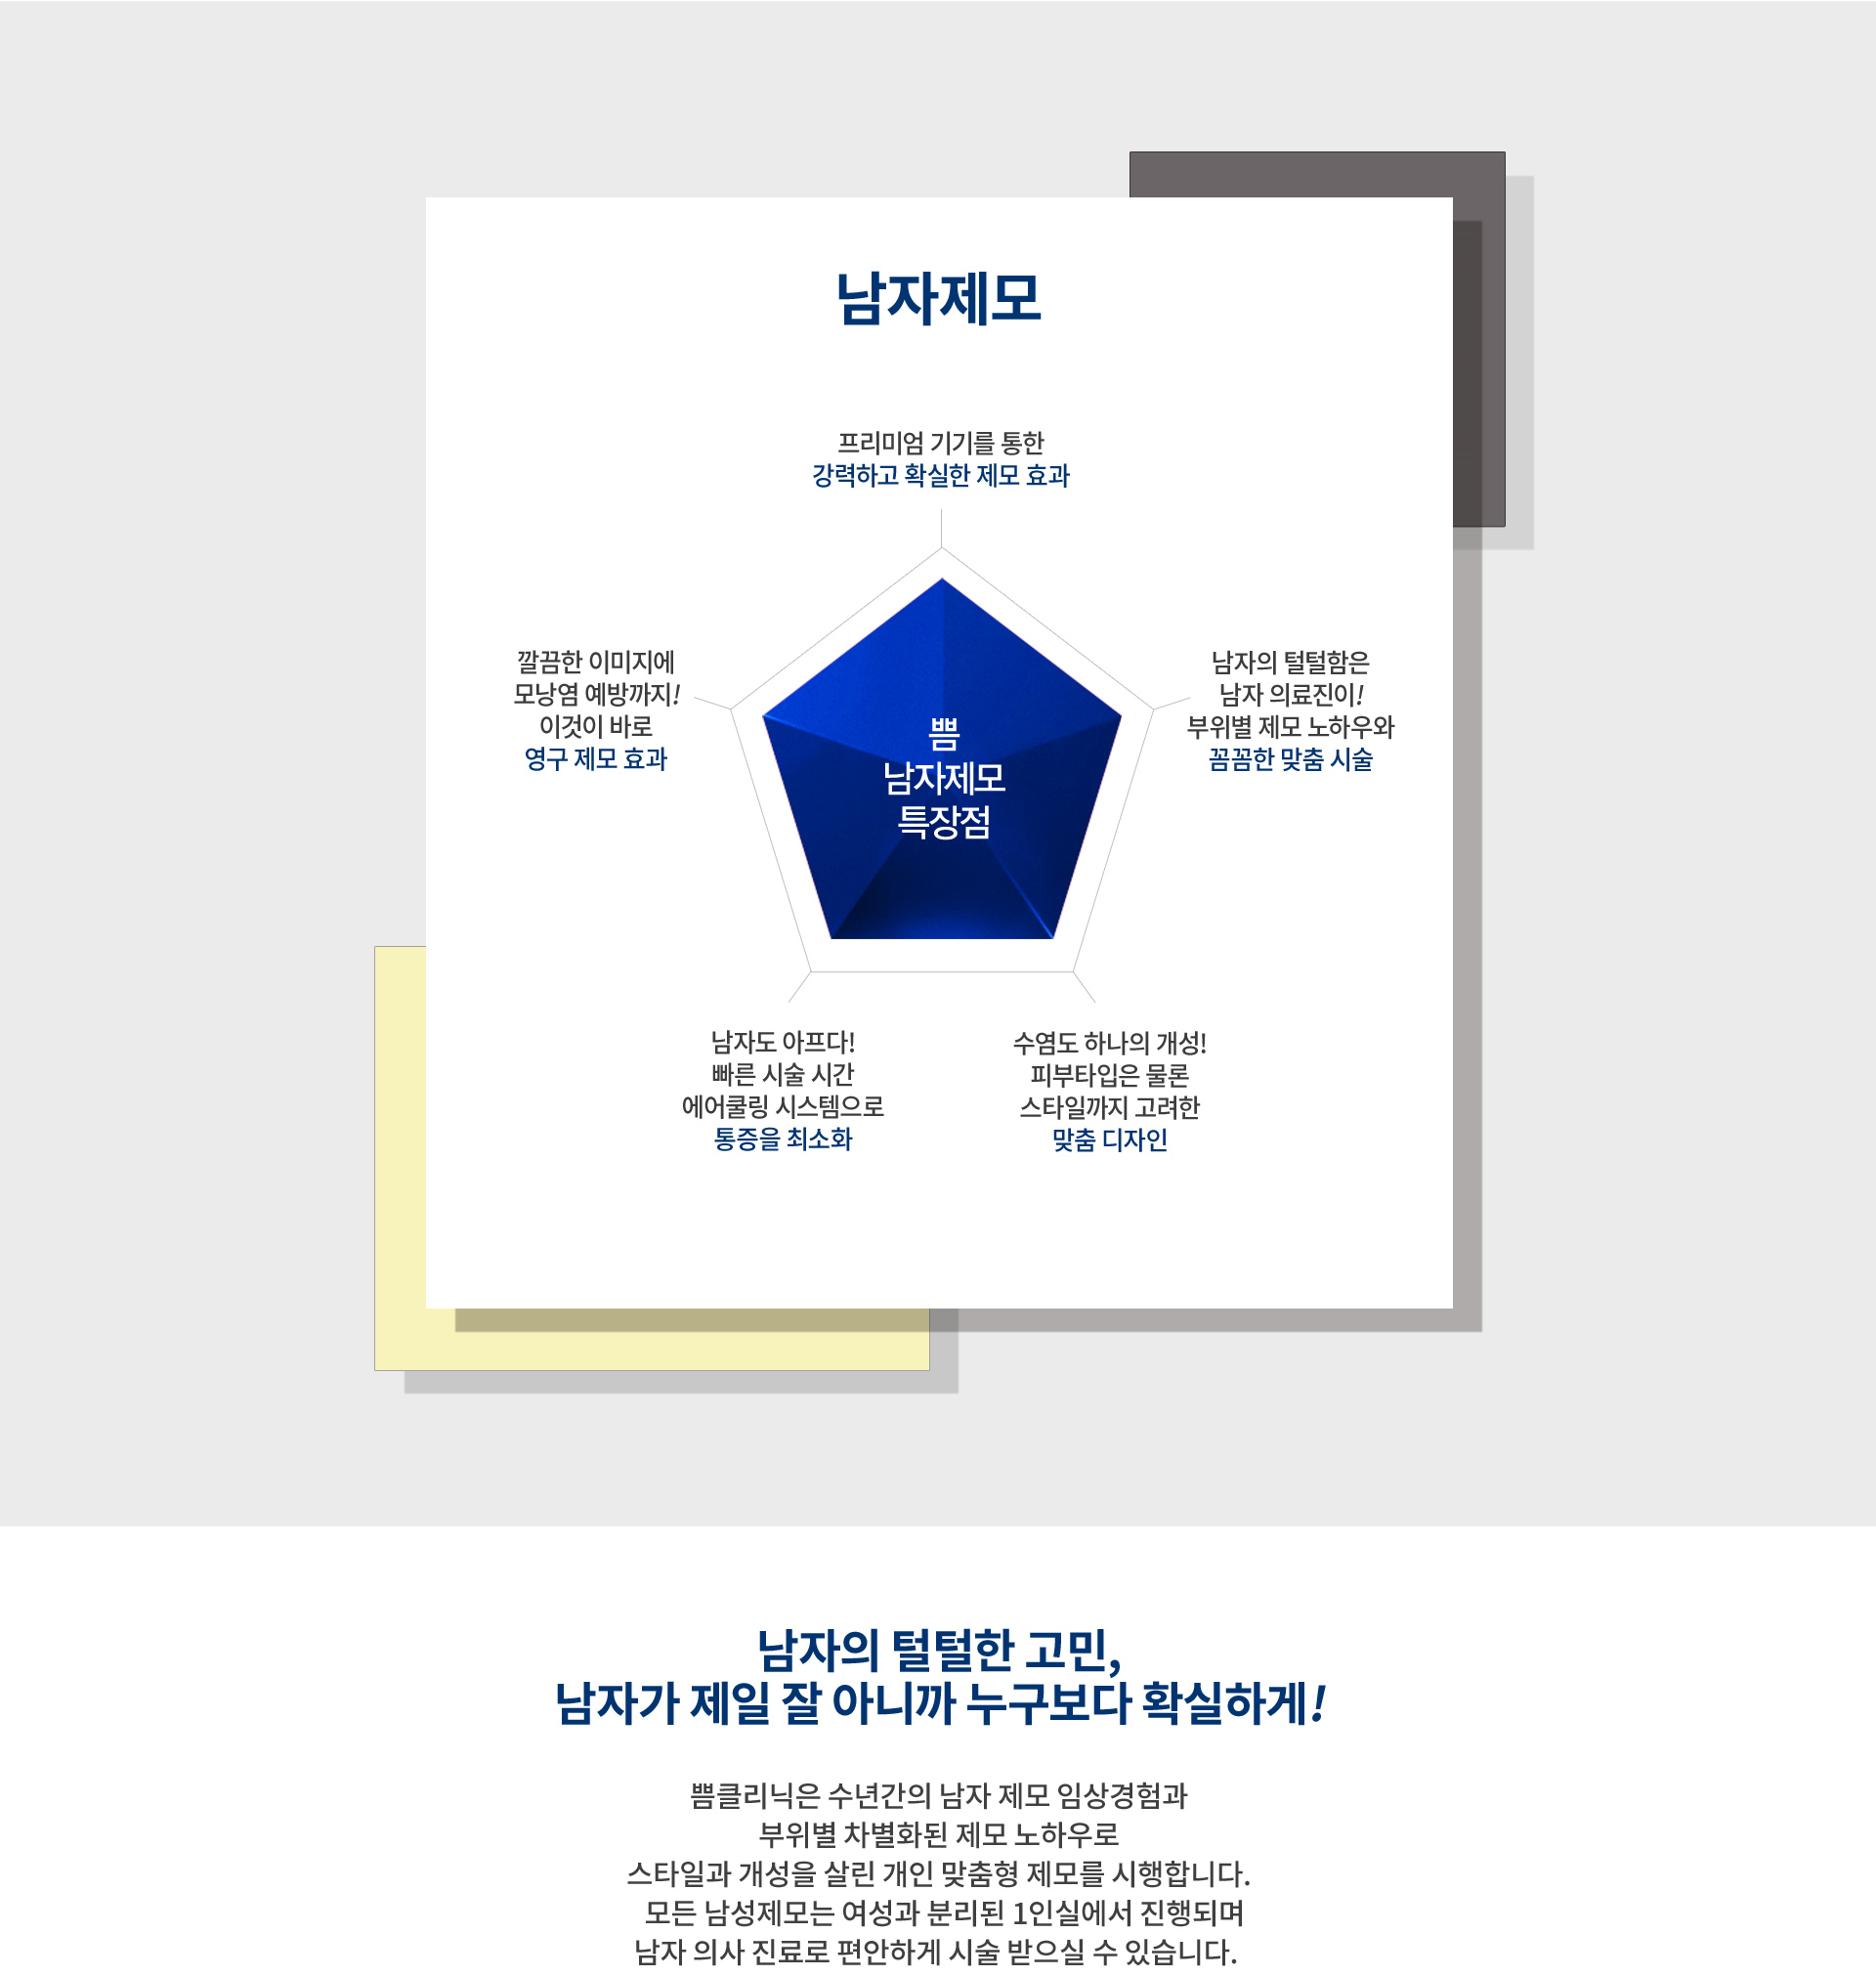 남자제모
프리미엄 기기를 통한
강력하고 확실한 제모 효과
깔끔한 이미지에
모낭염 예방까지!
이것이 바로
영구 제모 효과
남자의 털털함은
남자 의료진이!
부위별 제모 노하우와
꼼꼼한 맞춤 시술
쁨
남자제모
특장점
남자도 아프다!
빠른 시술 시간
에어쿨링 시스템으로
통증을 최소화
수염도 하나의 개성!
피부타입은 물론
스타일까지 고려한
맞춤 디자인
남자의 털털한 고민,
남자가 제일 잘 아니까 누구보다 확실하게!
쁨클리닉은 수년간의 남자 제모 임상경험과
부위별 차별화된 제모 노하우로
스타일과 개성을 살린 개인 맞춤형 제모를 시행합니다.
모든 남성제모는 여성과 분리된 1인실에서 진행되며
남자 의사 진료로 편안하게 시술 받으실 수 있습니다.